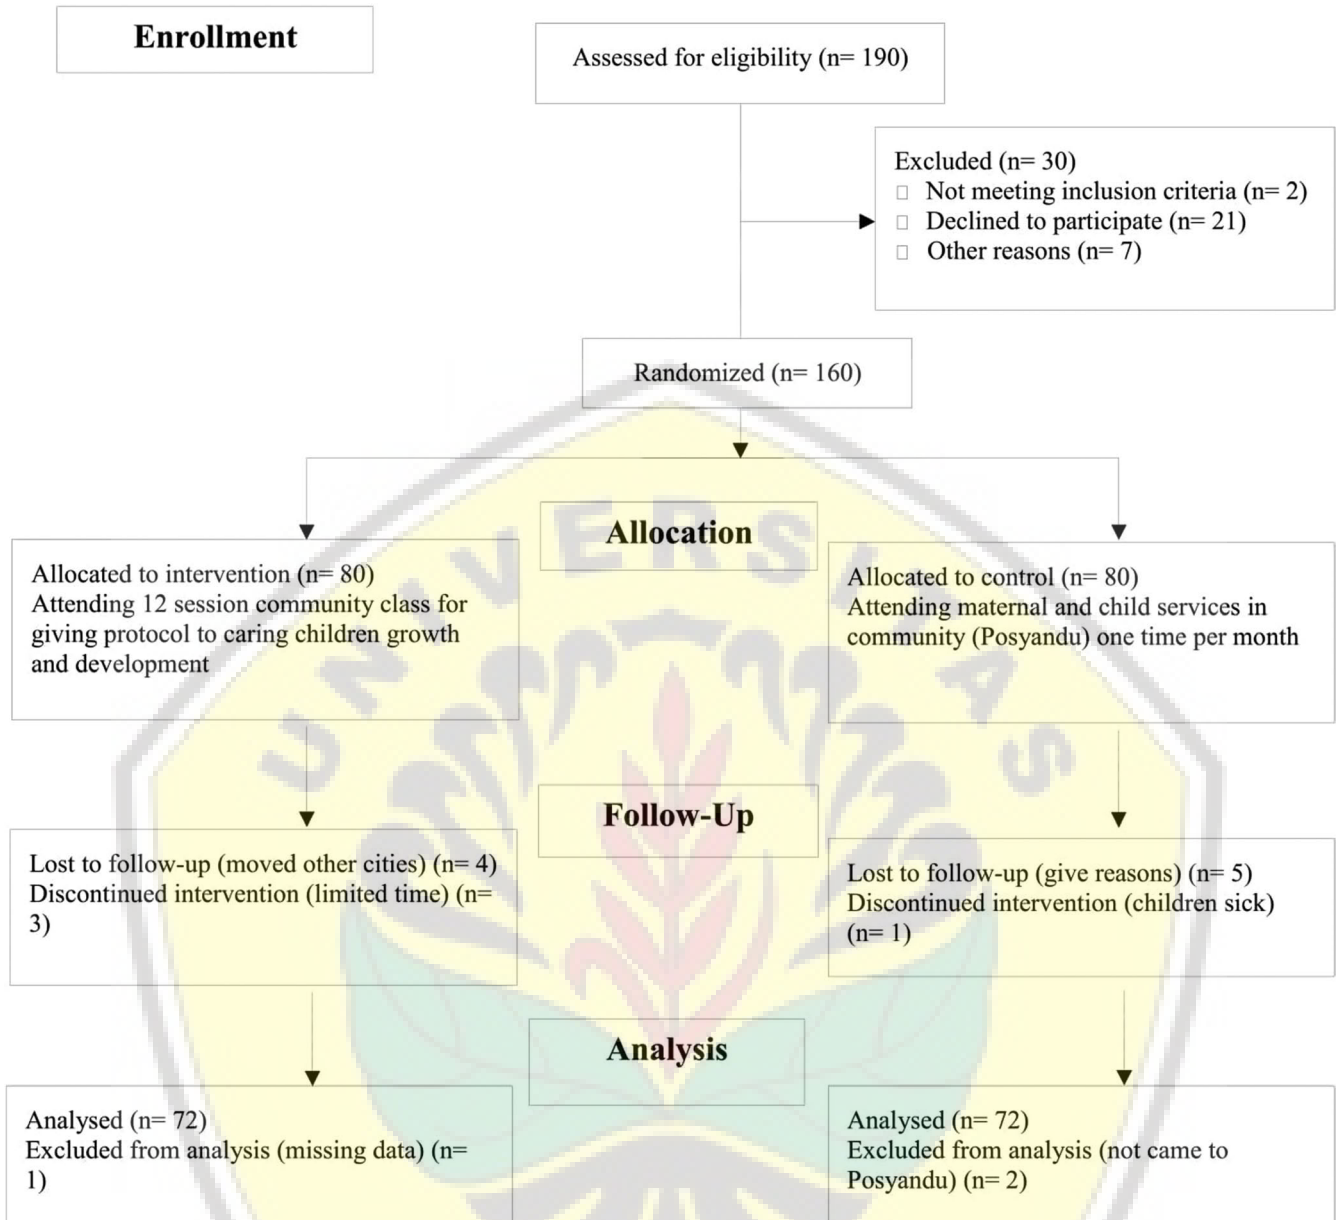 Enrollment
Assessed for eligibility (n= 190)
Excluded (n= 30)
Not meeting inclusion criteria (n= 2)
Declined to participate (n= 21)
Other reasons (n= 7)
Randomized (n= 160)
UNIVERSITAS
Allocation
Allocated to intervention (n= 80)
Attending 12 session community class for
giving protocol to caring children growth
and development
Allocated to control (n= 80)
Attending maternal and child services in
community (Posyandu) one time per month
Follow-Up
Lost to follow-up (moved other cities) (n= 4)
Discontinued intervention (limited time) (n=
3)
Lost to follow-up (give reasons) (n= 5)
Discontinued intervention (children sick)
(n= 1)
Analysis
Analysed (n= 72)
Excluded from analysis (missing data) (n=
1)
Analysed (n= 72)
Excluded from analysis (not came to
Posyandu) (n= 2)